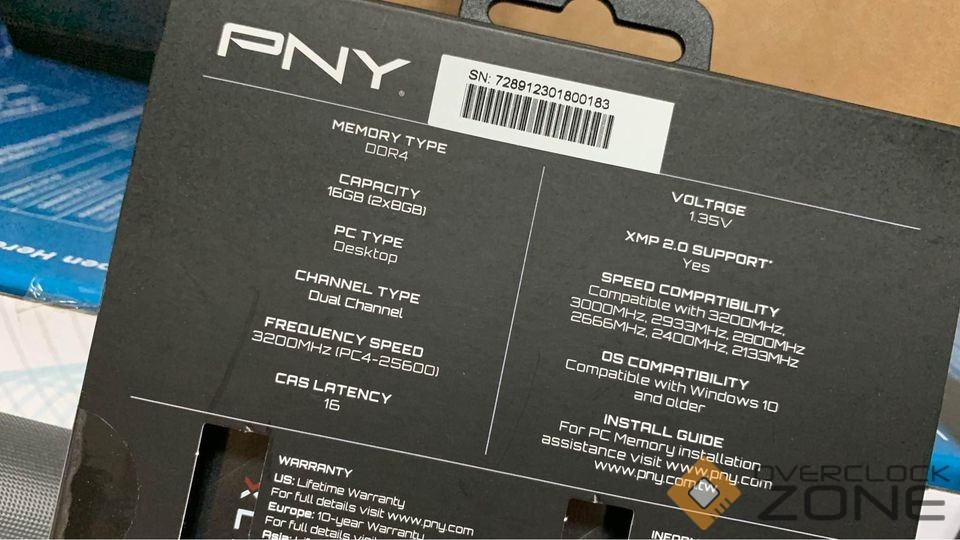 PNY
SN: 728912301800183
MEMORY TYPE
DDR4
CAPACITY
16GB (2x8GB)
PC TYPE
Desktop
CHANNEL TYPE
Dual Channel
FREQUENCY SPEED
3200MHz (PC4-25600)
CAS LATENCY
16
VOLTAGE
1.35V
XMP 2.0 SUPPORT*
Yes
SPEED COMPATIBILITY
Compatible with 3200MHz,
3000MHz, 2933MHz, 2800MHz
2666MHz, 2400MHz, 2133MHz
OS COMPATIBILITY
Compatible with Windows 10
and older
INSTALL GUIDE
For PC Memory installation
assistance visit www.pny.com
www.pny.com.tw
WARRANTY
US: Lifetime Warranty
For full details visit www.pny.com
Europe: 10-year Warranty
For full details visit
OVERCLOCK
ZONE